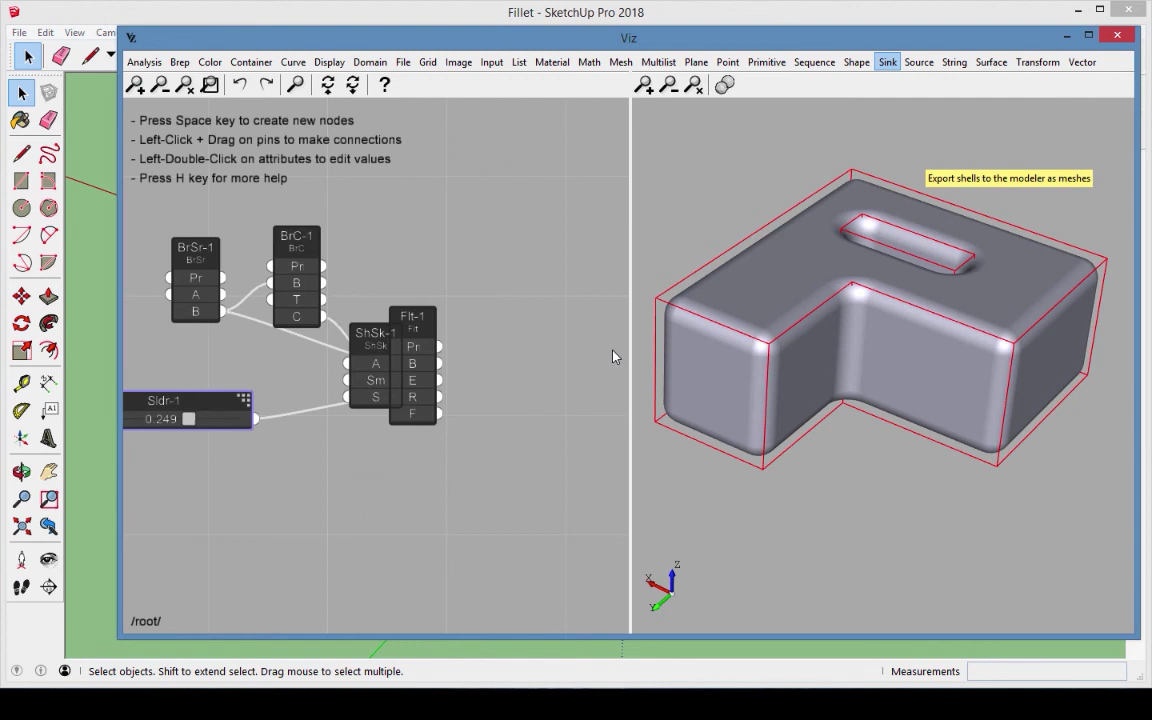 Fillet - SketchUp Pro 2018
File Edit View Cam
Viz
Analysis Brep Color Container Curve Display Domain File Grid Image Input List Material Math Mesh Multilist Plane Point Primitive Sequence Shape Sink Source String Surface Transform Vector
?
- Press Space key to create new nodes
- Left-Click + Drag on pins to make connections
- Left-Double-Click on attributes to edit values
- Press H key for more help
Export shells to the modeler as meshes
BrSr-1
BrSr
Pr
A
B
BrC-1
BrC
Pr
B
T
C
ShSk-1
ShSk
A
Sm
S
Flt-1
Flt
Pr
B
E
R
F
Sldr-1
0.249
A1
X
Y
Z
/root/
Select objects. Shift to extend select. Drag mouse to select multiple.
Measurements